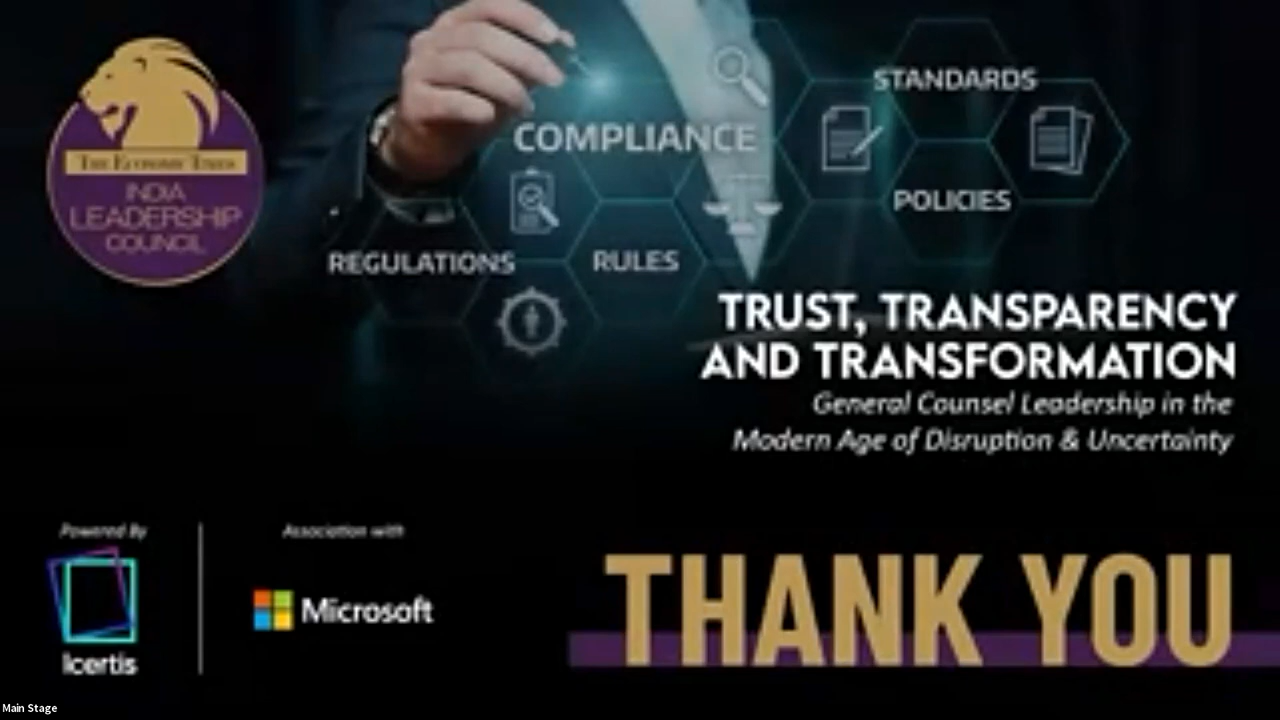 THE ECONOMIC TIMES
INDIA
LEADERSHIP
COUNCIL
STANDARDS
COMPLIANCE
POLICIES
REGULATIONS
RULES
TRUST, TRANSPARENCY
AND TRANSFORMATION
General Counsel Leadership in the
Modern Age of Disruption & Uncertainty
Powered By
Icertis
Association with
Microsoft
THANK YOU
Main Stage